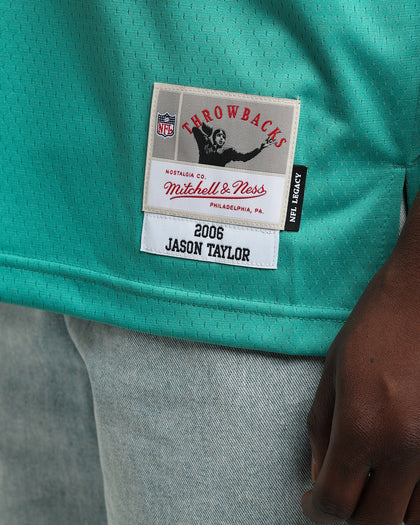 THROWBACKS
NFL
NOSTALGIA CO.
Mitchell & Ness
PHILADELPHIA, PA.
NFL LEGACY
2006
JASON TAYLOR